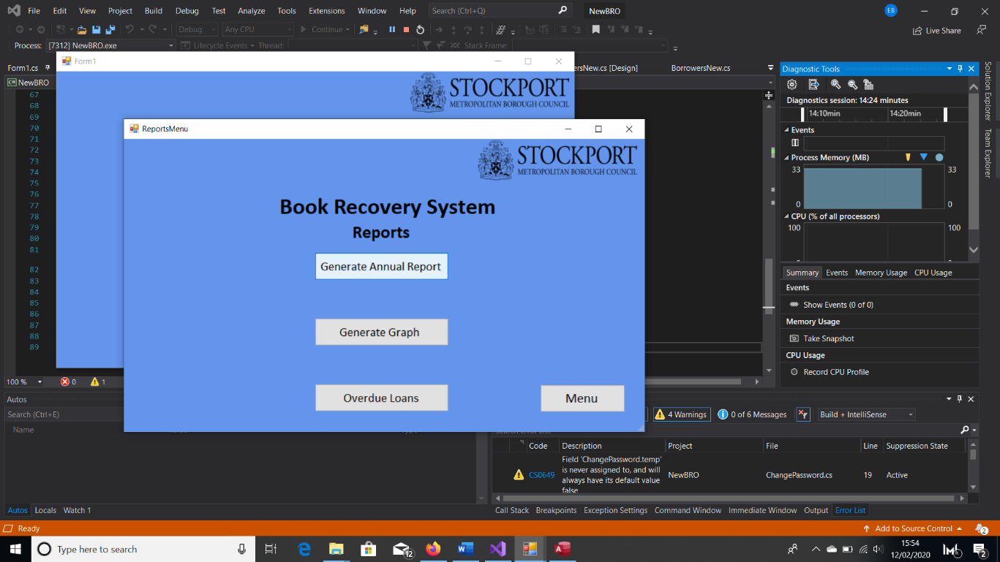 File Edit View Project Build Debug Test Analyze Tools Extensions Window Help Search (Ctrl+Q) NewBRO EB
Debug Any CPU Continue Live Share
Process: [7312] NewBRO.exe Lifecycle Events Thread: Stack Frame:
Form1.cs ersNew.cs [Design] BorrowersNew.cs
NewBRO
67
68
69
70
71
72
73
74
75
76
77
78
79
80
81
82
83
84
85
86
87
88
89
100 % 0 1
Form1
STOCKPORT
METROPOLITAN BOROUGH COUNCIL
ReportsMenu
STOCKPORT
METROPOLITAN BOROUGH COUNCIL
Book Recovery System
Reports
Generate Annual Report
Generate Graph
Overdue Loans
Menu
Diagnostic Tools
Diagnostics session: 14:24 minutes
14:10min 14:20min
Events
Process Memory (MB)
33 33
0 0
CPU (% of all processors)
100 100
Summary Events Memory Usage CPU Usage
Events
Show Events (0 of 0)
Memory Usage
Take Snapshot
CPU Usage
Record CPU Profile
Solution Explorer
Team Explorer
Autos
Search (Ctrl+E)
Name
Autos Locals Watch 1
4 Warnings 0 of 6 Messages Build + IntelliSense
Code Description Project File Line Suppression State
CS0649 Field 'ChangePassword.temp' is never assigned to, and will always have its default value false NewBRO ChangePassword.cs 19 Active
Call Stack Breakpoints Exception Settings Command Window Immediate Window Output Error List
Ready Add to Source Control 2
Type here to search 12 15:54
12/02/2020 2